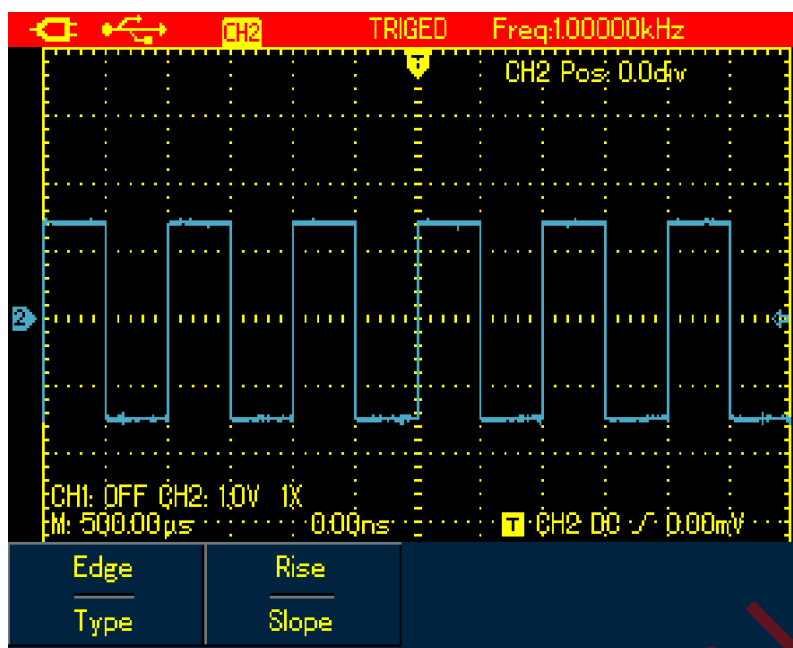 CH2 TRIGED Freq:1.00000kHz
T
CH2 Pos: 0.0div
2
CH1: OFF CH2: 1.0V 1X
M: 500.00µs 0.00ns T CH2 DC 0.00mV
Edge Rise
Type Slope